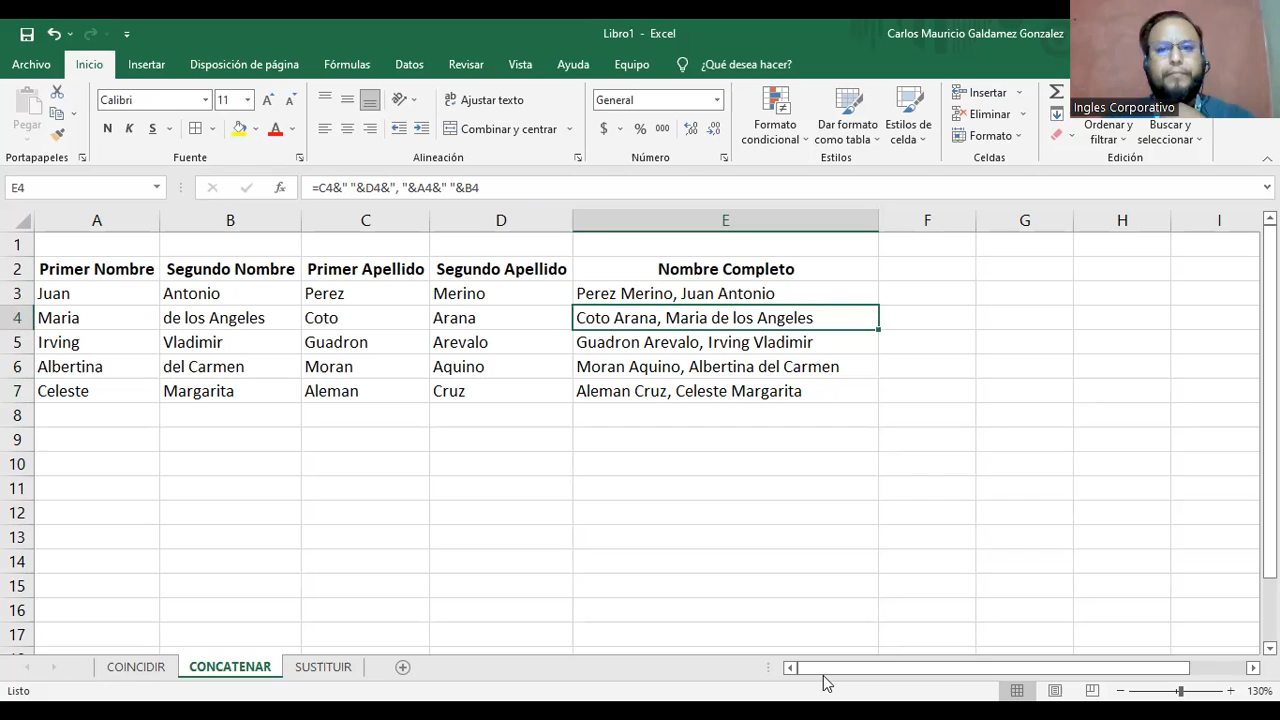 Libro1 - Excel
Carlos Mauricio Galdamez Gonzalez
Archivo Inicio Insertar Disposición de página Fórmulas Datos Revisar Vista Ayuda Equipo ¿Qué desea hacer?
Pegar
Calibri 11
N K S
Ajustar texto
Combinar y centrar
General
$ % 000
Formato condicional
Dar formato como tabla
Estilos de celda
Insertar
Eliminar
Formato
Ordenar y filtrar
Buscar y seleccionar
Ingles Corporativo
Portapapeles Fuente Alineación Número Estilos Celdas Edición
E4 fx =C4&" "&D4&", "&A4&" "&B4
A B C D E F G H I
1
2 Primer Nombre Segundo Nombre Primer Apellido Segundo Apellido Nombre Completo
3 Juan Antonio Perez Merino Perez Merino, Juan Antonio
4 Maria de los Angeles Coto Arana Coto Arana, Maria de los Angeles
5 Irving Vladimir Guadron Arevalo Guadron Arevalo, Irving Vladimir
6 Albertina del Carmen Moran Aquino Moran Aquino, Albertina del Carmen
7 Celeste Margarita Aleman Cruz Aleman Cruz, Celeste Margarita
8
9
10
11
12
13
14
15
16
17
COINCIDIR CONCATENAR SUSTITUIR
Listo
130%